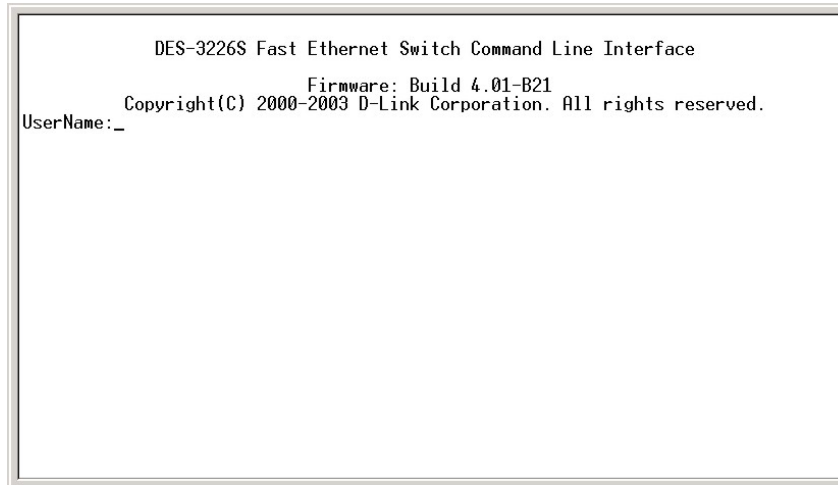 DES-3226S Fast Ethernet Switch Command Line Interface
Firmware: Build 4.01-B21
Copyright(C) 2000-2003 D-Link Corporation. All rights reserved.
UserName:_